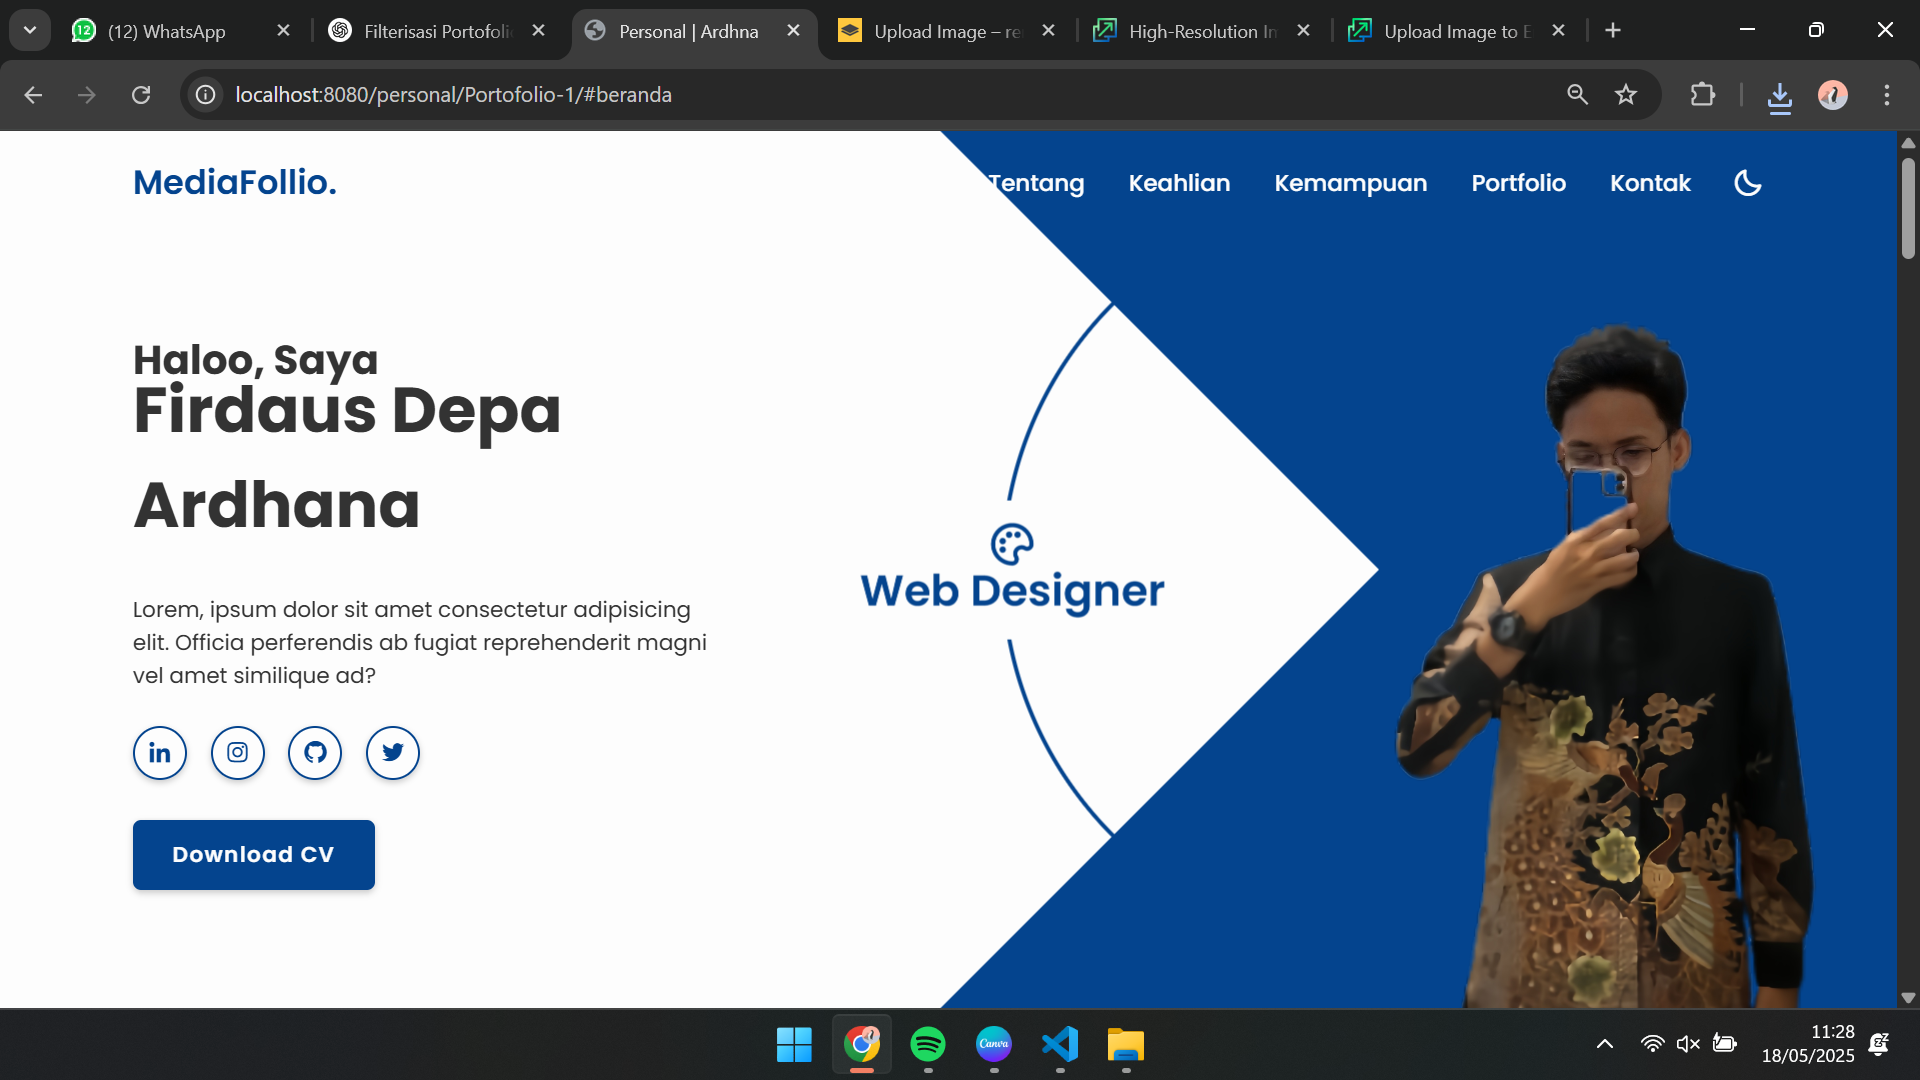 12
(12) WhatsApp
Filterisasi Portofoli
Personal | Ardhna
Upload Image – re
High-Resolution In
Upload Image to E
localhost:8080/personal/Portofolio-1/#beranda
MediaFollio.
Tentang
Keahlian
Kemampuan
Portfolio
Kontak
Haloo, Saya
Firdaus Depa
Ardhana
Lorem, ipsum dolor sit amet consectetur adipisicing
elit. Officia perferendis ab fugiat reprehenderit magni
vel amet similique ad?
in
Download CV
Web Designer
Canva
11:28
18/05/2025